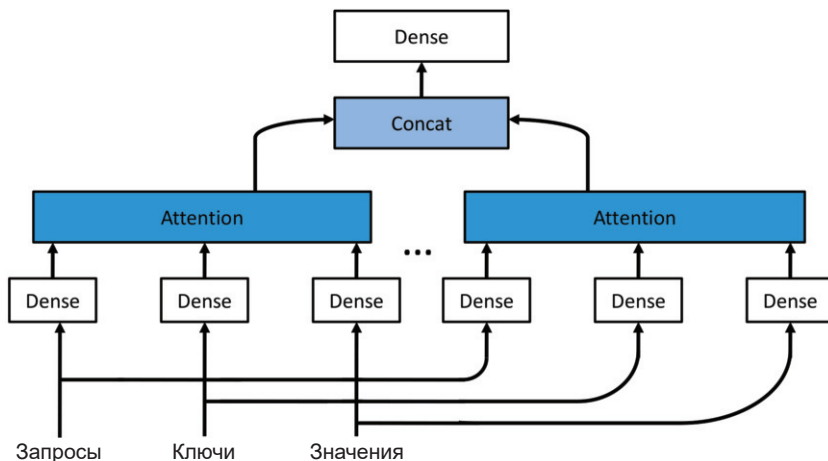 Dense
Concat
Attention Attention
...
Dense Dense Dense Dense Dense Dense
Запросы Ключи Значения